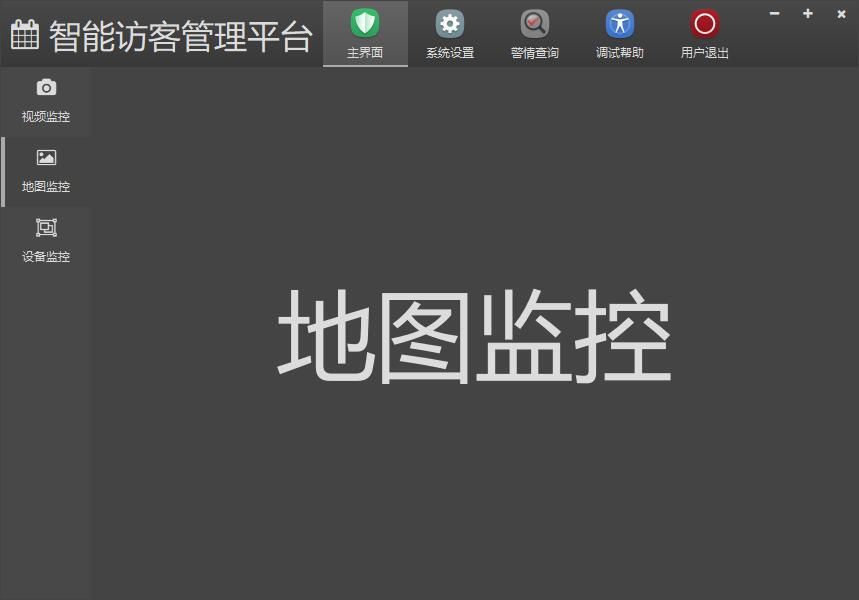 智能访客管理平台
主界面
系统设置
警情查询
调试帮助
用户退出
视频监控
地图监控
设备监控
地图监控